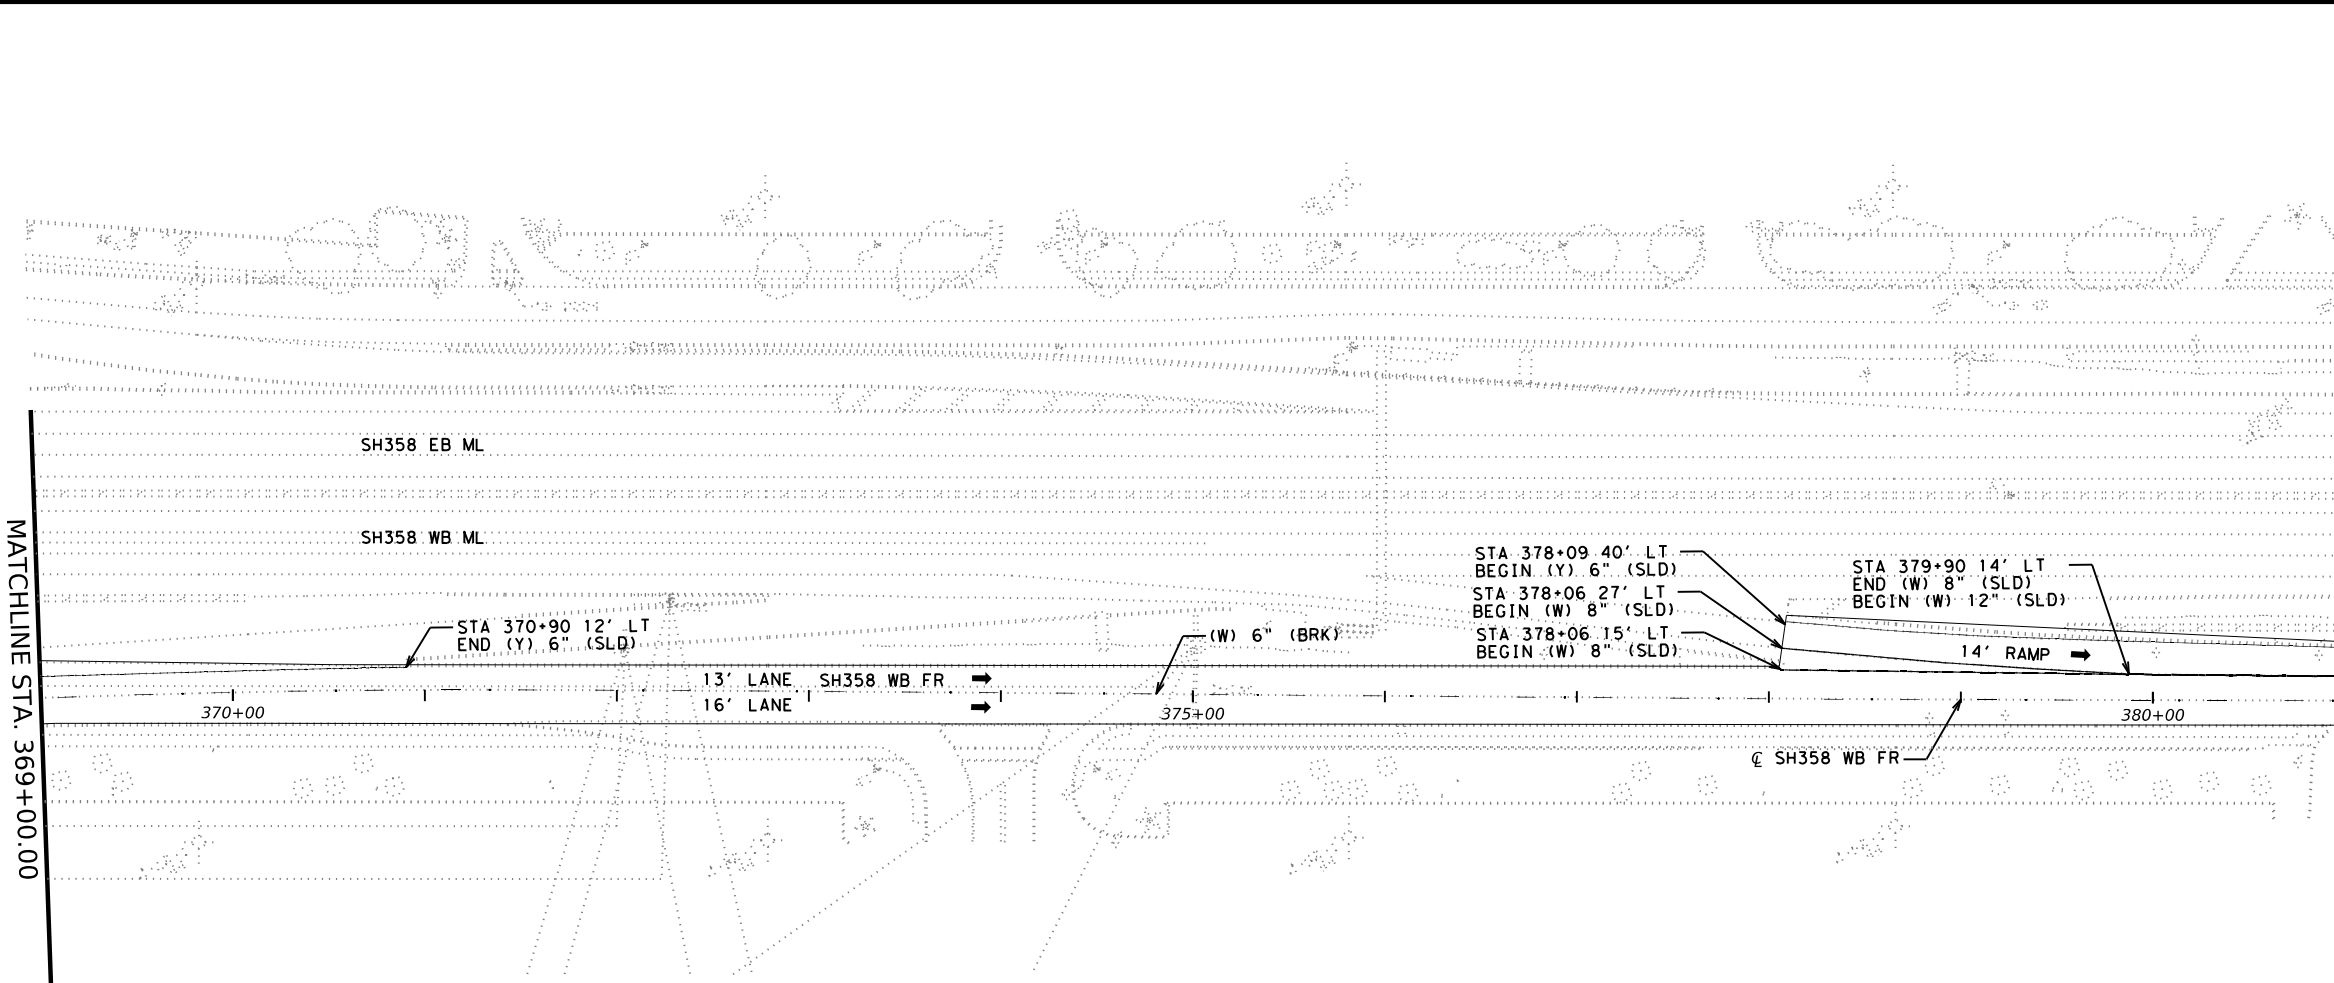 MATCHLINE STA. 369+00.00
SH358 EB ML
SH358 WB ML
STA 370+90 12' LT
END (Y) 6" (SLD)
(W) 6" (BRK)
STA 378+09 40' LT
BEGIN (Y) 6" (SLD)
STA 378+06 27' LT
BEGIN (W) 8" (SLD)
STA 378+06 15' LT
BEGIN (W) 8" (SLD)
STA 379+90 14' LT
END (W) 8" (SLD)
BEGIN (W) 12" (SLD)
14' RAMP
13' LANE SH358 WB FR
16' LANE
370+00
375+00
380+00
℄ SH358 WB FR